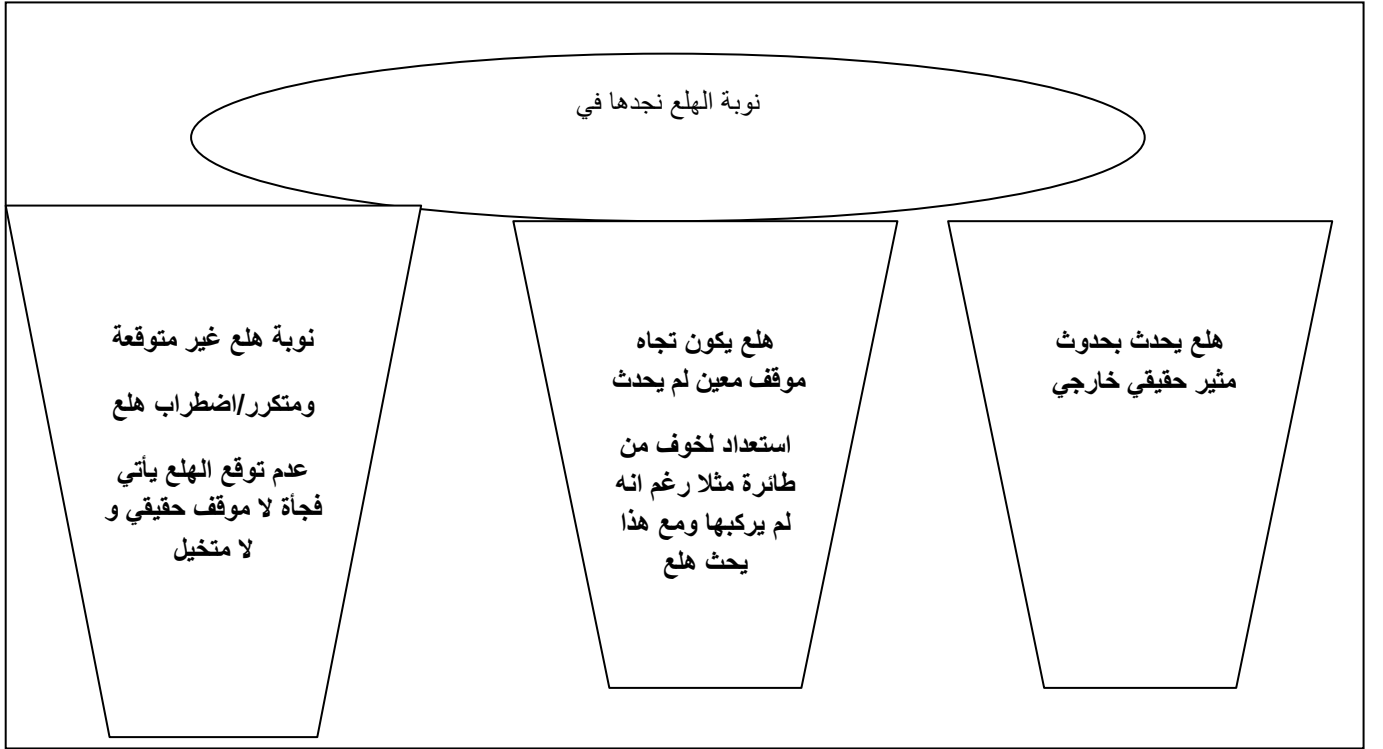 نوبة الهلع نجدها في
هلع يحدث بحدوث
مثير حقيقي خارجي
هلع يكون تجاه
موقف معين لم يحدث
استعداد لخوف من
طائرة مثلا رغم انه
لم يركبها ومع هذا
يحث هلع
نوبة هلع غير متوقعة
ومتكرر/اضطراب هلع
عدم توقع الهلع يأتي
فجأة لا موقف حقيقي و
لا متخيل